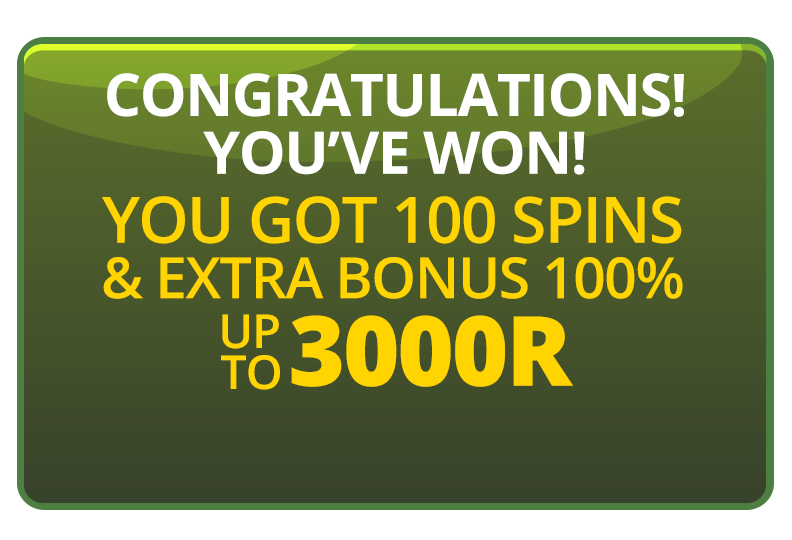 CONGRATULATIONS!
YOU'VE WON!
YOU GOT 100 SPINS
& EXTRA BONUS 100%
UP TO 3000R